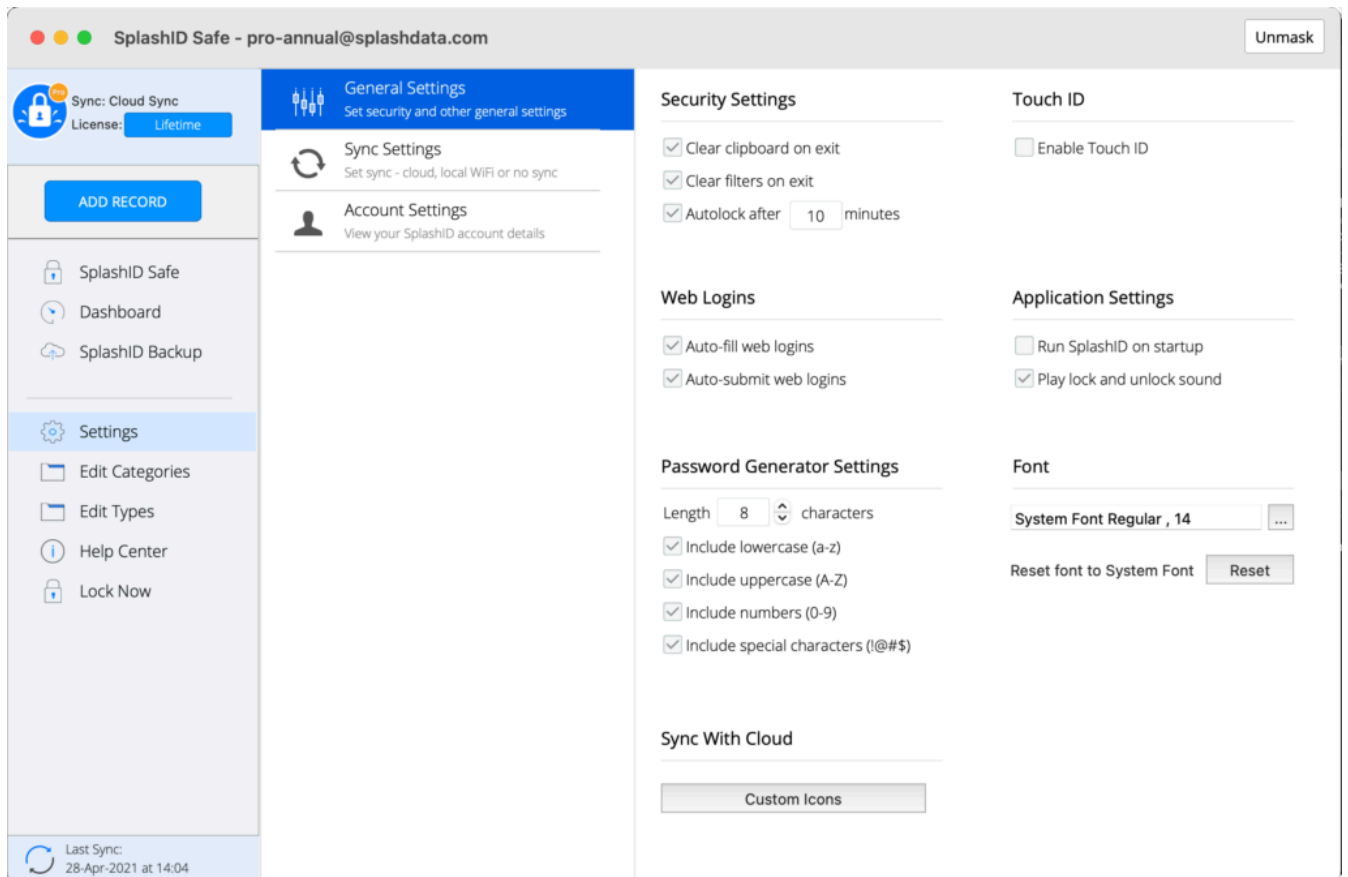 SplashID Safe - pro-annual@splashdata.com
Unmask
Pro
Sync: Cloud Sync
License: Lifetime
ADD RECORD
SplashID Safe
Dashboard
SplashID Backup
Settings
Edit Categories
Edit Types
Help Center
Lock Now
Last Sync:
28-Apr-2021 at 14:04
General Settings
Set security and other general settings
Sync Settings
Set sync - cloud, local WiFi or no sync
Account Settings
View your SplashID account details
Security Settings
Clear clipboard on exit
Clear filters on exit
Autolock after 10 minutes
Touch ID
Enable Touch ID
Web Logins
Auto-fill web logins
Auto-submit web logins
Application Settings
Run SplashID on startup
Play lock and unlock sound
Password Generator Settings
Length 8 characters
Include lowercase (a-z)
Include uppercase (A-Z)
Include numbers (0-9)
Include special characters (!@#$)
Font
System Font Regular , 14
...
Reset font to System Font Reset
Sync With Cloud
Custom Icons